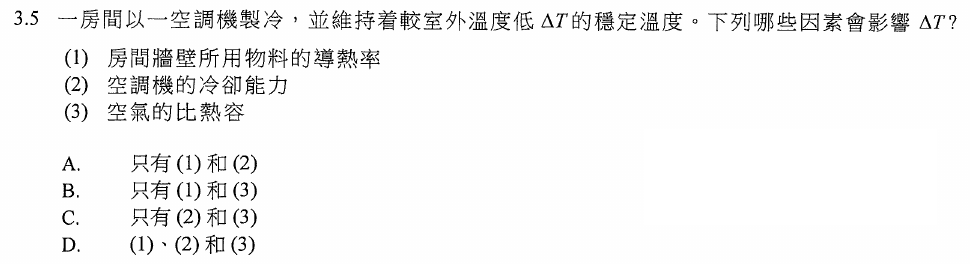 3.5 一房間以一空調機製冷，並維持着較室外溫度低 ΔT 的穩定溫度。下列哪些因素會影響 ΔT?
(1) 房間牆壁所用物料的導熱率
(2) 空調機的冷卻能力
(3) 空氣的比熱容
A. 只有 (1) 和 (2)
B. 只有 (1) 和 (3)
C. 只有 (2) 和 (3)
D. (1)、(2) 和 (3)